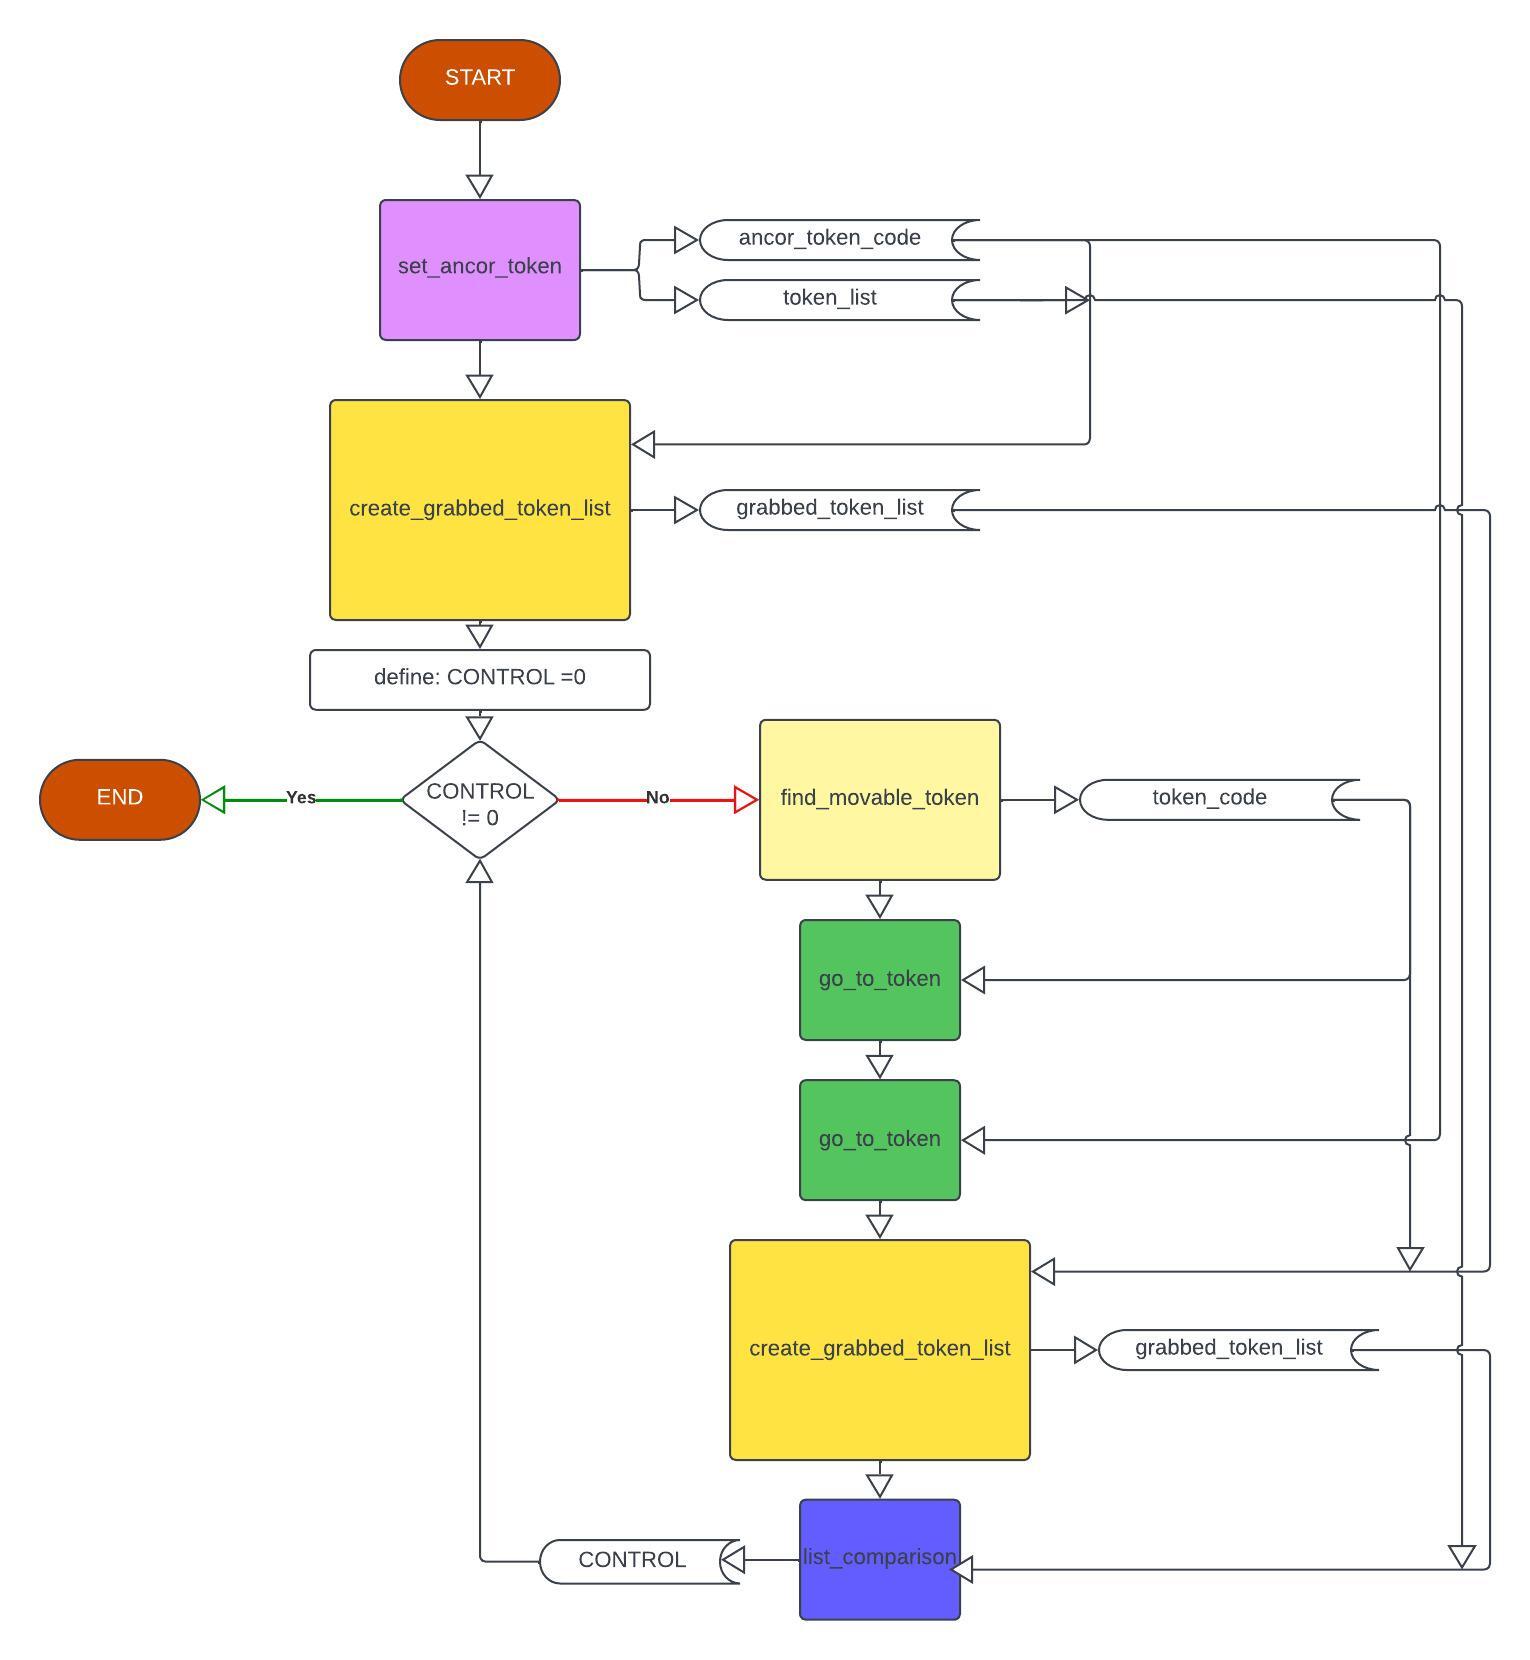 START
set_ancor_token
ancor_token_code
token_list
create_grabbed_token_list
grabbed_token_list
define: CONTROL =0
END
Yes
CONTROL
!= 0
No
find_movable_token
token_code
go_to_token
go_to_token
create_grabbed_token_list
grabbed_token_list
CONTROL
list_comparison